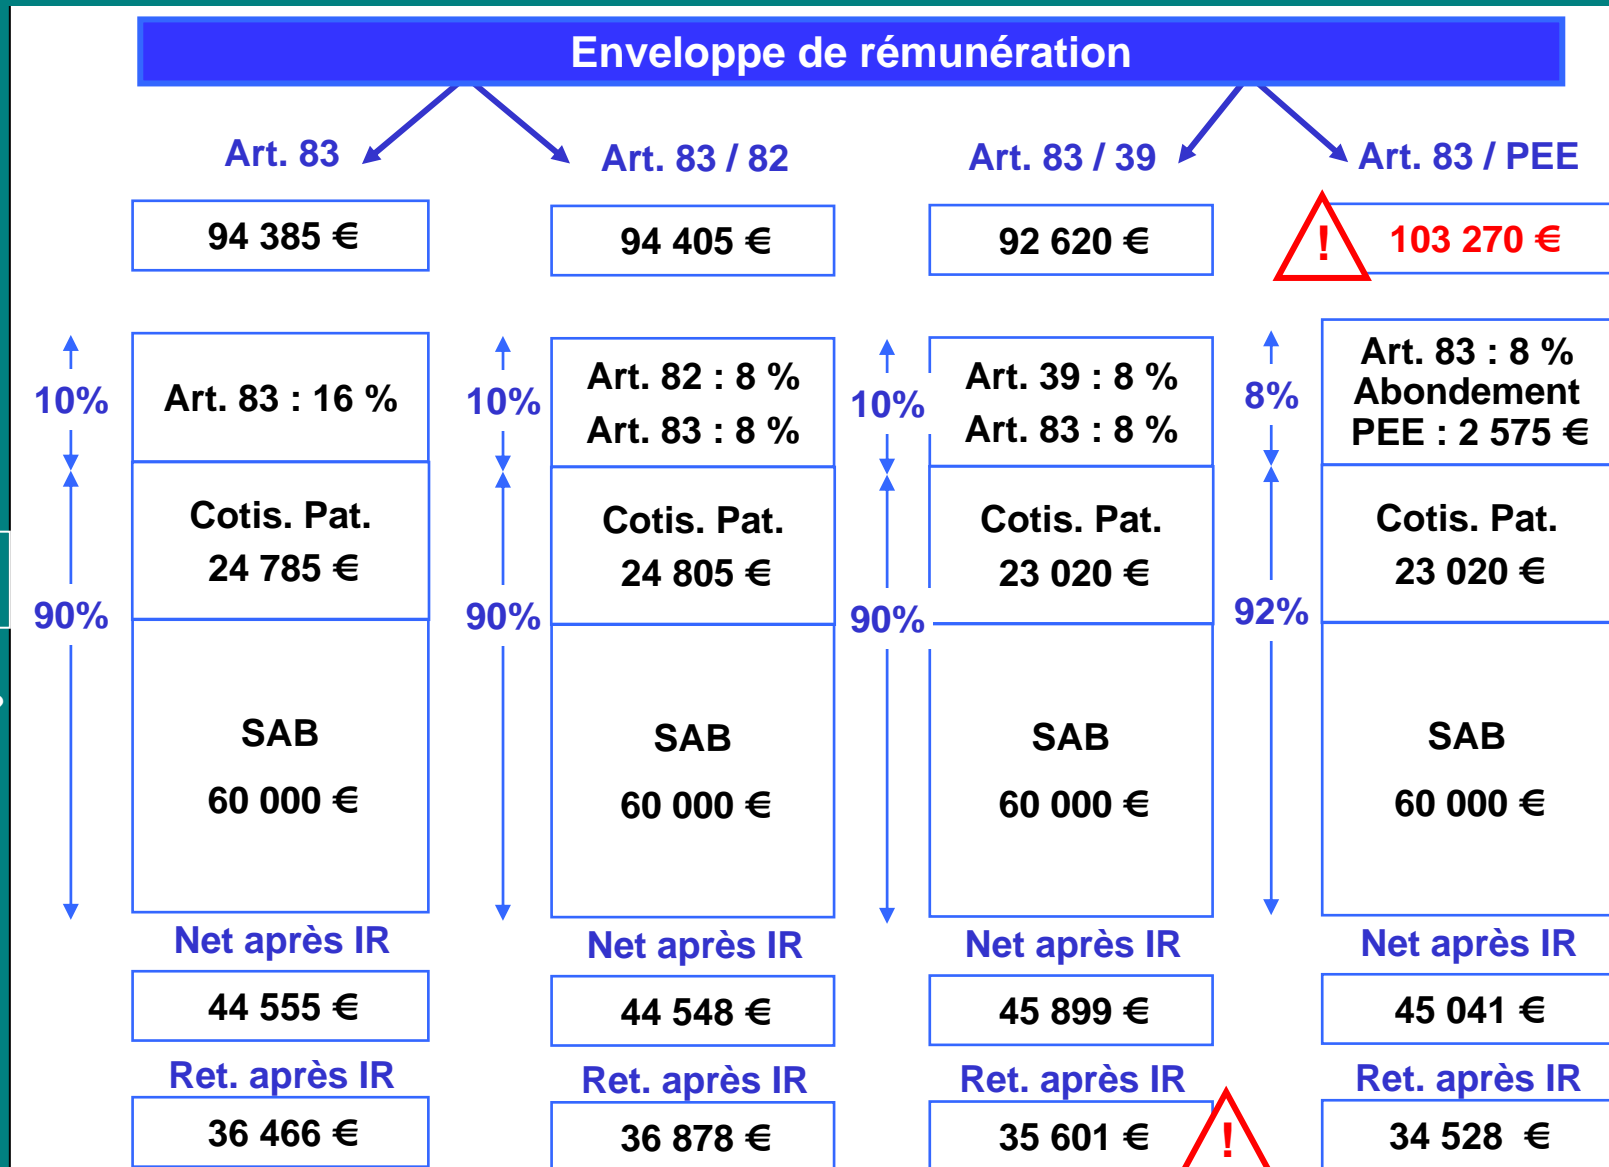 Enveloppe de rémunération
Art. 83
Art. 83 / 82
Art. 83 / 39
Art. 83 / PEE
94 385 €
94 405 €
92 620 €
!
103 270 €
10%
Art. 83 : 16 %
10%
Art. 82 : 8 %
Art. 83 : 8 %
10%
Art. 39 : 8 %
Art. 83 : 8 %
8%
Art. 83 : 8 %
Abondement
PEE : 2 575 €
90%
Cotis. Pat.
24 785 €
90%
Cotis. Pat.
24 805 €
90%
Cotis. Pat.
23 020 €
92%
Cotis. Pat.
23 020 €
SAB
60 000 €
SAB
60 000 €
SAB
60 000 €
SAB
60 000 €
Net après IR
Net après IR
Net après IR
Net après IR
44 555 €
44 548 €
45 899 €
45 041 €
Ret. après IR
Ret. après IR
Ret. après IR
Ret. après IR
36 466 €
36 878 €
35 601 €
!
34 528 €